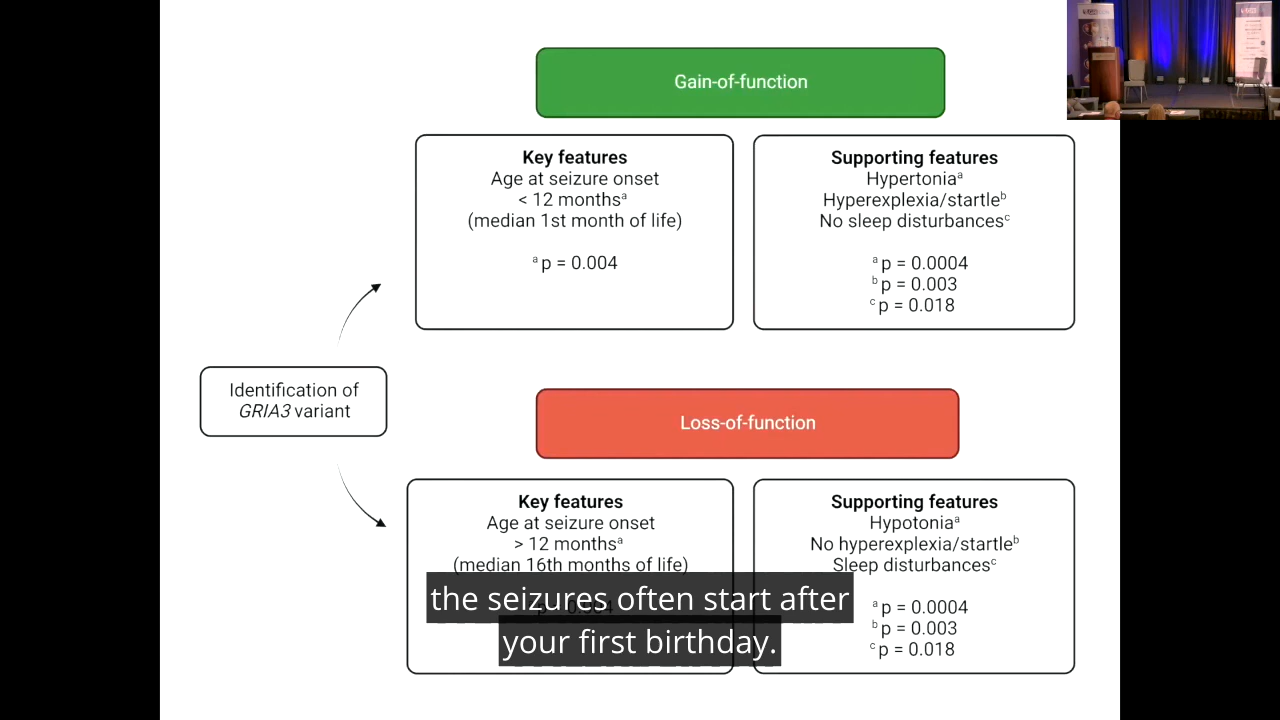 Gain-of-function
Key features
Age at seizure onset
< 12 monthsᵃ
(median 1st month of life)
ᵃ p = 0.004
Supporting features
Hypertoniaᵃ
Hyperexplexia/startleᵇ
No sleep disturbancesᶜ
ᵃ p = 0.0004
ᵇ p = 0.003
ᶜ p = 0.018
Identification of
GRIA3 variant
Loss-of-function
Key features
Age at seizure onset
> 12 monthsᵃ
(median 16th months of life)
Supporting features
Hypotoniaᵃ
No hyperexplexia/startleᵇ
Sleep disturbancesᶜ
ᵃ p = 0.0004
ᵇ p = 0.003
ᶜ p = 0.018
the seizures often start after
your first birthday.